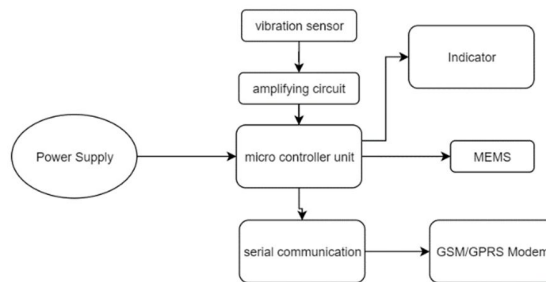 vibration sensor
Indicator
amplifying circuit
Power Supply
micro controller unit
MEMS
serial communication
GSM/GPRS Modem